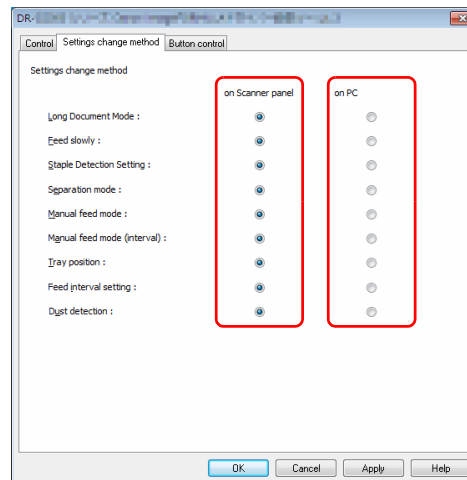 DR-
Control Settings change method Button control
Settings change method
on Scanner panel on PC
Long Document Mode :
Feed slowly :
Staple Detection Setting :
Separation mode :
Manual feed mode :
Manual feed mode (interval) :
Tray position :
Feed interval setting :
Dust detection :
OK Cancel Apply Help